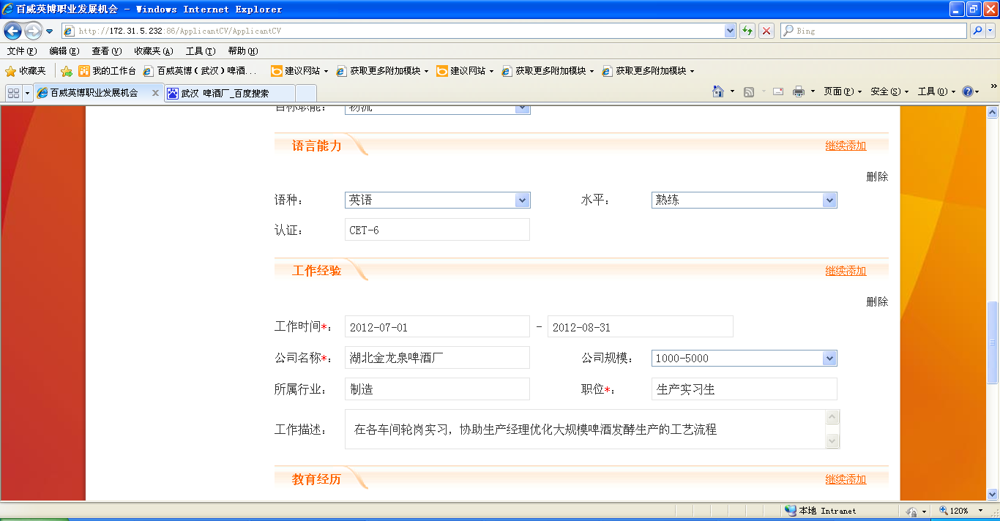 百威英博职业发展机会 - Windows Internet Explorer
http://172.31.5.232:86/ApplicantCV/ApplicantCV
Bing
文件(F) 编辑(E) 查看(V) 收藏夹(A) 工具(T) 帮助(H)
收藏夹 我的工作台 百威英博(武汉)啤酒... 建议网站 获取更多附加模块 建议网站 获取更多附加模块 获取更多附加模块
百威英博职业发展机会 X 武汉 啤酒厂_百度搜索 页面(P) 安全(S) 工具(O) »
目标职能: 物流
语言能力 继续添加
删除
语种: 英语 水平: 熟练
认证: CET-6
工作经验 继续添加
删除
工作时间*: 2012-07-01 - 2012-08-31
公司名称*: 湖北金龙泉啤酒厂 公司规模: 1000-5000
所属行业: 制造 职位*: 生产实习生
工作描述: 在各车间轮岗实习，协助生产经理优化大规模啤酒发酵生产的工艺流程
教育经历 继续添加
本地 Intranet 120%